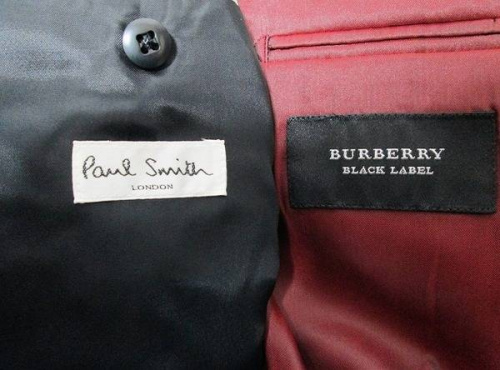 Paul Smith
LONDON
BURBERRY
BLACK LABEL